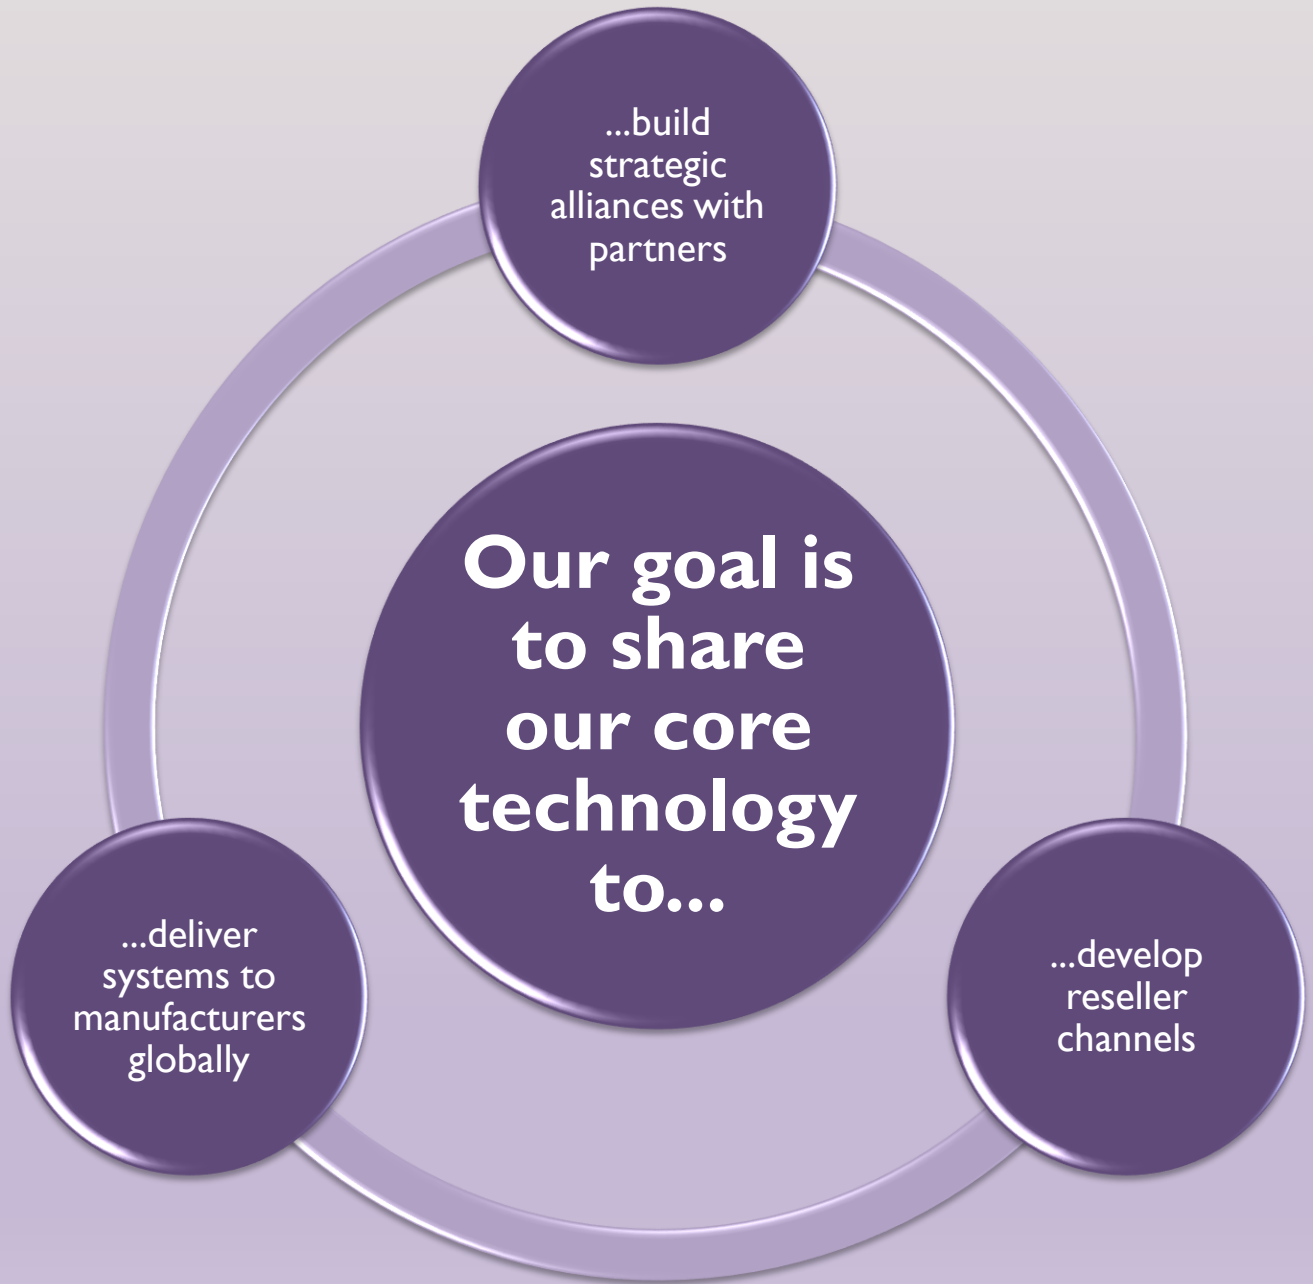 ...build
strategic
alliances with
partners
Our goal is
to share
our core
technology
to...
...deliver
systems to
manufacturers
globally
...develop
reseller
channels